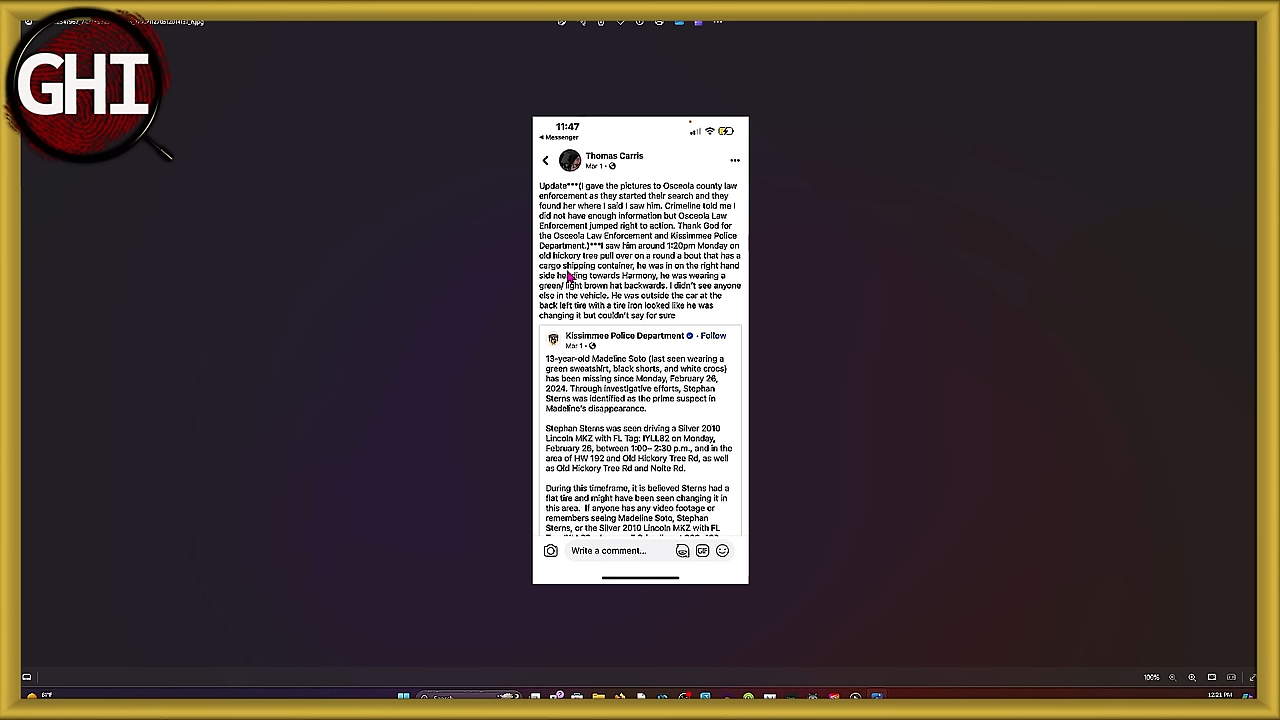 GHI
11:47
Messenger
Thomas Carris
Mar 1
Update***(I gave the pictures to Osceola county law
enforcement as they started their search and they
found her where I said I saw him. Crimeline told me I
did not have enough information but Osceola Law
Enforcement jumped right to action. Thank God for
the Osceola Law Enforcement and Kissimmee Police
Department.)***I saw him around 1:20pm Monday on
old hickory tree pull over on a round a bout that has a
cargo shipping container, he was in on the right hand
side heading towards Harmony, he was wearing a
green/ light brown hat backwards. I didn't see anyone
else in the vehicle. He was outside the car at the
back left tire with a tire iron looked like he was
changing it but couldn't say for sure
Kissimmee Police Department · Follow
Mar 1
13-year-old Madeline Soto (last seen wearing a
green sweatshirt, black shorts, and white crocs)
has been missing since Monday, February 26,
2024. Through investigative efforts, Stephan
Sterns was identified as the prime suspect in
Madeline's disappearance.
Stephan Sterns was seen driving a Silver 2010
Lincoln MKZ with FL Tag: IYLL82 on Monday,
February 26, between 1:00– 2:30 p.m., and in the
area of HW 192 and Old Hickory Tree Rd, as well
as Old Hickory Tree Rd and Nolte Rd.
During this timeframe, it is believed Sterns had a
flat tire and might have been seen changing it in
this area. If anyone has any video footage or
remembers seeing Madeline Soto, Stephan
Sterns, or the Silver 2010 Lincoln MKZ with FL
Write a comment...
GIF
100%
Search
12:21 PM